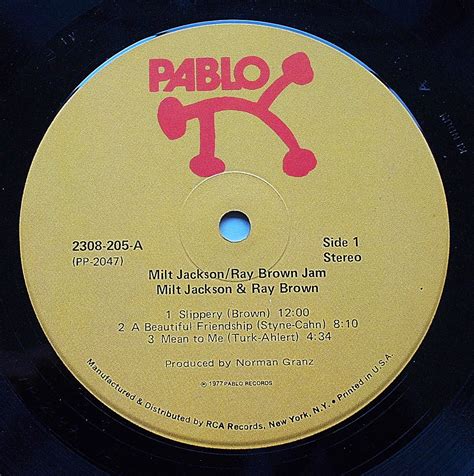 PABLO
2308-205-A
(PP-2047)
Side 1
Stereo
Milt Jackson/Ray Brown Jam
Milt Jackson & Ray Brown
1 Slippery (Brown) 12:00
2 A Beautiful Friendship (Styne-Cahn) 8:10
3 Mean to Me (Turk-Ahlert) 4:34
Produced by Norman Granz
℗ 1977 PABLO RECORDS
Manufactured & Distributed by RCA Records, New York, N.Y. • Printed in U.S.A.